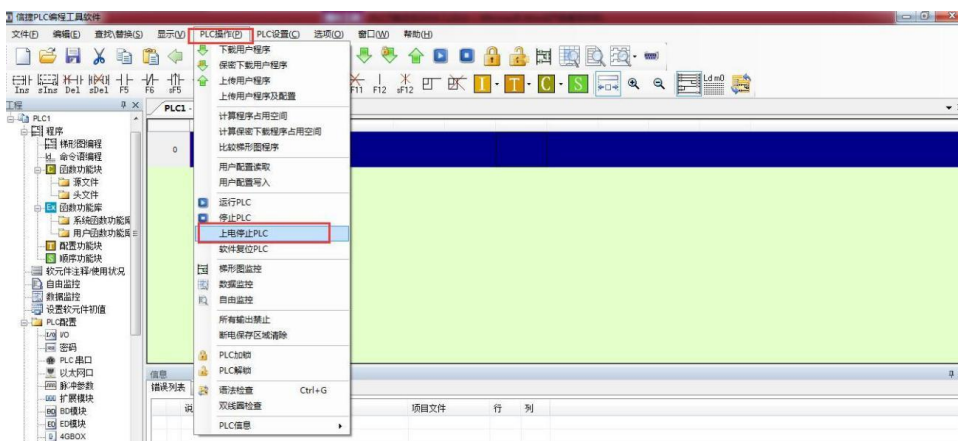 信捷PLC编程工具软件
文件(F) 编辑(E) 查找\替换(S) 显示(V) PLC操作(P) PLC设置(C) 选项(O) 窗口(W) 帮助(H)
Ins sIns Del sDel F5 F6 sF5 F11 F12 sF12 I T C S Ld m0
工程
PLC1
PLC1
程序
梯形图编程
命令语编程
函数功能块
源文件
头文件
函数功能库
系统函数功能库
用户函数功能库
配置功能块
顺序功能块
软元件注释/使用状况
自由监控
数据监控
设置软元件初值
PLC配置
I/O
密码
PLC串口
以太网口
脉冲参数
扩展模块
BD模块
ED模块
4GBOX
0
下载用户程序
保密下载用户程序
上传用户程序
上传用户程序及配置
计算程序占用空间
计算保密下载程序占用空间
比较梯形图程序
用户配置读取
用户配置写入
运行PLC
停止PLC
上电停止PLC
软件复位PLC
梯形图监控
数据监控
自由监控
所有输出禁止
断电保存区域清除
PLC加锁
PLC解锁
语法检查 Ctrl+G
双线圈检查
PLC信息
信息
错误列表
说
项目文件 行 列